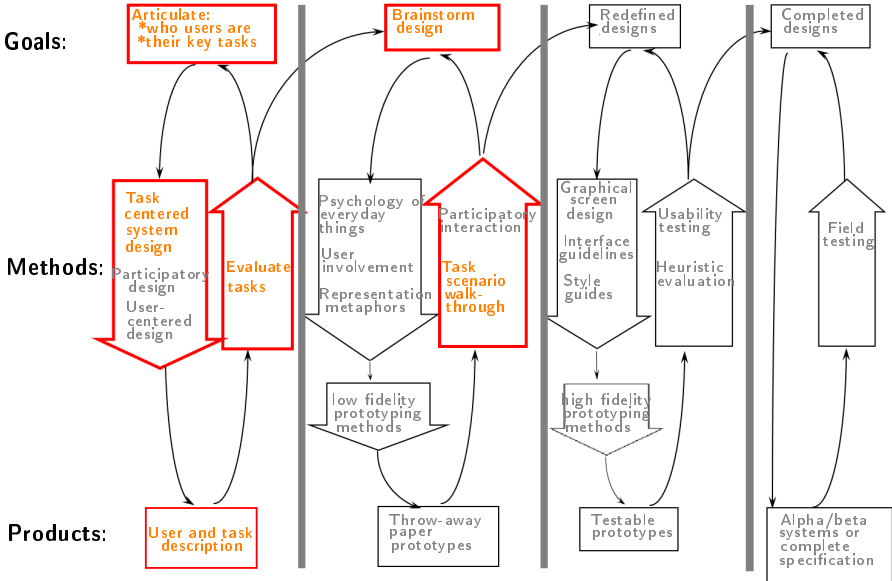 Goals:
Articulate:
*who users are
*their key tasks
Brainstorm
design
Redefined
designs
Completed
designs
Methods:
Task
centered
system
design
Participatory
design
User-
centered
design
Evaluate
tasks
Psychology of
everyday
things
User
involvement
Representation
metaphors
Participatory
interaction
Task
scenario
walk-
through
Graphical
screen
design
Interface
guidelines
Style
guides
Usability
testing
Heuristic
evaluation
Field
testing
low fidelity
prototyping
methods
high fidelity
prototyping
methods
Products:
User and task
description
Throw-away
paper
prototypes
Testable
prototypes
Alpha/beta
systems or
complete
specification